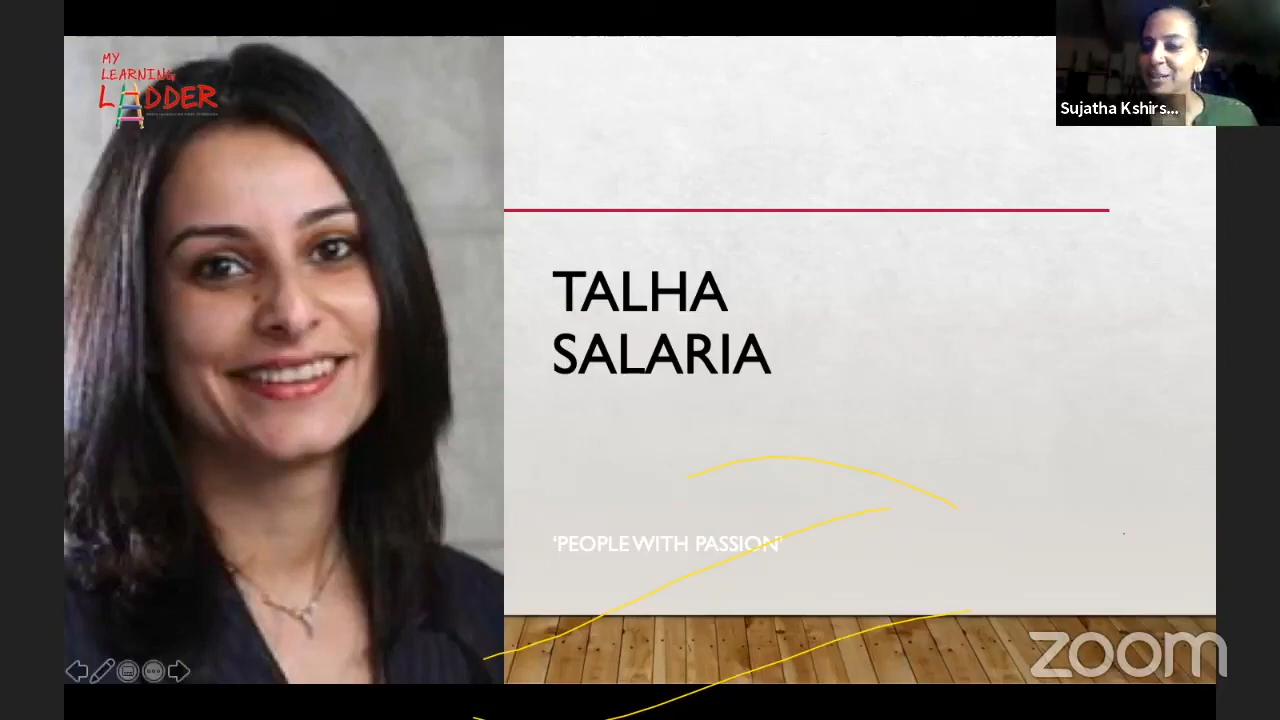 MY
LEARNING
LADDER
Sujatha Kshirs...
TALHA
SALARIA
‘PEOPLE WITH PASSION’
zoom